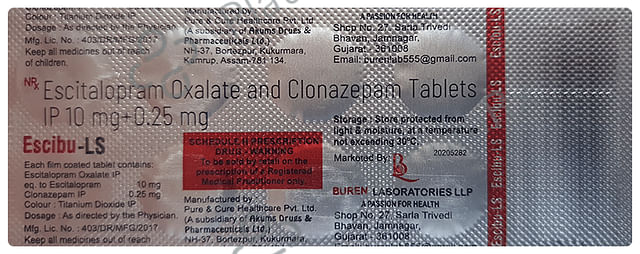 Colour : Titanium Dioxide IP
Dosage : As directed by the Physician.
Mfg. Lic. No. : 403/DR/MFG/2017
Keep all medicines out of reach
of children.
Manufactured by
Pure & Cure Healthcare Pvt. Ltd
(A subsidiary of Akums Drugs &
Pharmaceuticals Ltd.)
NH-37, Bortezpur, Kukurmara,
Kamrup, Assam-781 134.
A PASSION FOR HEALTH
Shop No. 27, Sarla Trivedi
Bhavan, Jamnagar,
Gujarat - 361008
Email: burenlab555@gmail.com
NRx Escitalopram Oxalate and Clonazepam Tablets
IP 10 mg+0.25 mg
Escibu-LS
Each film coated tablet contains:
Escitalopram Oxalate IP
eq. to Escitalopram 10 mg
Clonazepam IP 0.25 mg
Colour : Titanium Dioxide IP
Dosage : As directed by the Physician.
Mfg. Lic. No. : 403/DR/MFG/2017
Keep all medicines out of reach
SCHEDULE H PRESCRIPTION
DRUG - WARNING
To be sold by retail on the
prescription of a Registered
Medical Practitioner only.
Manufactured by
Pure & Cure Healthcare Pvt. Ltd
(A subsidiary of Akums Drugs &
Pharmaceuticals Ltd.)
NH-37, Bortezpur, Kukurmara,
Storage : Store protected from
light & moisture, at a temperature
not exceeding 30°C.
20205262
Marketed By:
BUREN LABORATORIES LLP
A PASSION FOR HEALTH
Shop No. 27, Sarla Trivedi
Bhavan, Jamnagar,
Gujarat - 361008
Escibu-LS Escibu-LS Escibu-LS